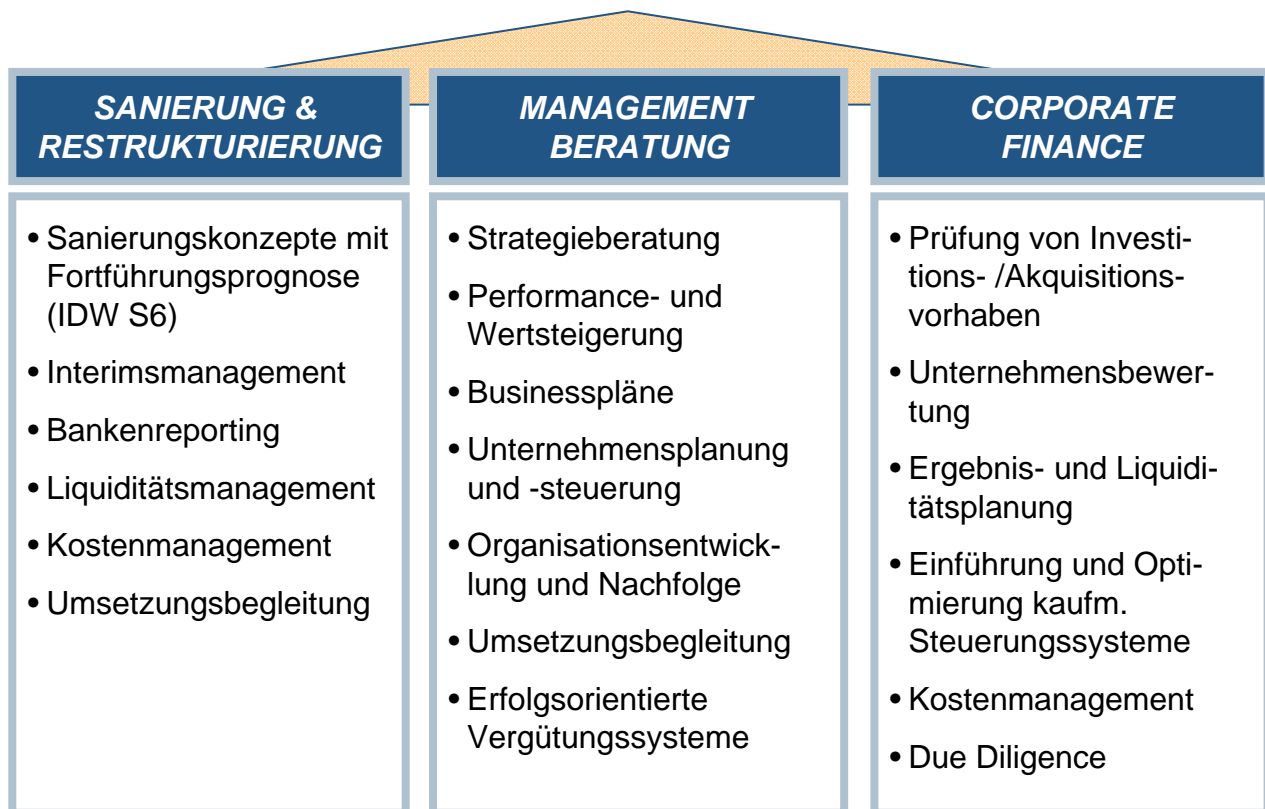 SANIERUNG &
RESTRUKTURIERUNG
• Sanierungskonzepte mit
Fortführungsprognose
(IDW S6)
• Interimsmanagement
• Bankenreporting
• Liquiditätsmanagement
• Kostenmanagement
• Umsetzungsbegleitung
MANAGEMENT
BERATUNG
• Strategieberatung
• Performance- und
Wertsteigerung
• Businesspläne
• Unternehmensplanung
und -steuerung
• Organisationsentwick-
lung und Nachfolge
• Umsetzungsbegleitung
• Erfolgsorientierte
Vergütungssysteme
CORPORATE
FINANCE
• Prüfung von Investi-
tions- /Akquisitions-
vorhaben
• Unternehmensbewer-
tung
• Ergebnis- und Liquidi-
tätsplanung
• Einführung und Opti-
mierung kaufm.
Steuerungssysteme
• Kostenmanagement
• Due Diligence